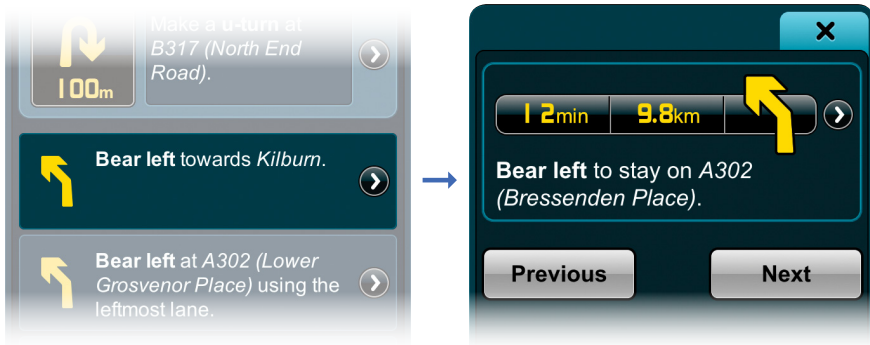 Make a u-turn at
B317 (North End
Road).
100m
Bear left towards Kilburn.
Bear left at A302 (Lower
Grosvenor Place) using the
leftmost lane.
12min
9.8km
Bear left to stay on A302
(Bressenden Place).
Previous
Next